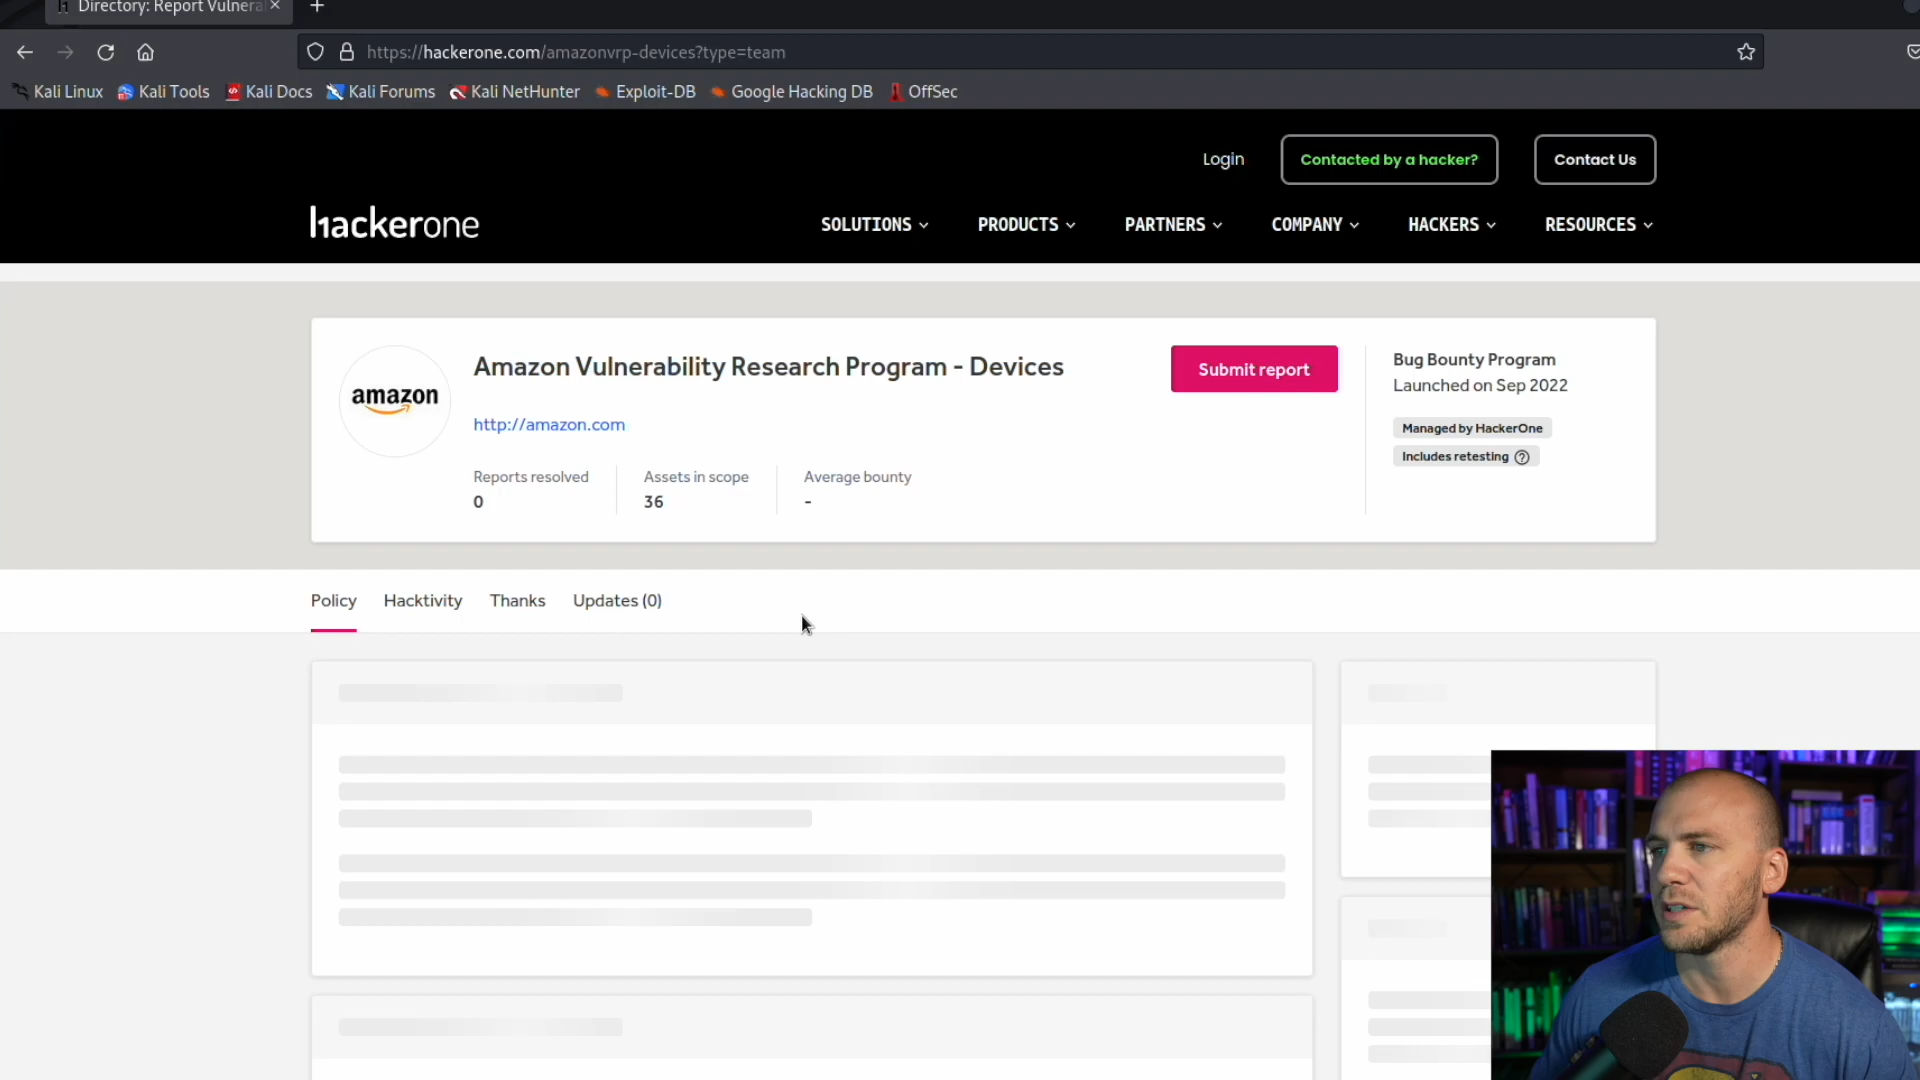 Directory: Report Vulnera
https://hackerone.com/amazonvrp-devices?type=team
Kali Linux Kali Tools Kali Docs Kali Forums Kali NetHunter Exploit-DB Google Hacking DB OffSec
Login Contacted by a hacker? Contact Us
hackerone SOLUTIONS PRODUCTS PARTNERS COMPANY HACKERS RESOURCES
amazon
Amazon Vulnerability Research Program - Devices
http://amazon.com
Reports resolved Assets in scope Average bounty
0 36 -
Submit report
Bug Bounty Program
Launched on Sep 2022
Managed by HackerOne
Includes retesting ?
Policy Hacktivity Thanks Updates (0)